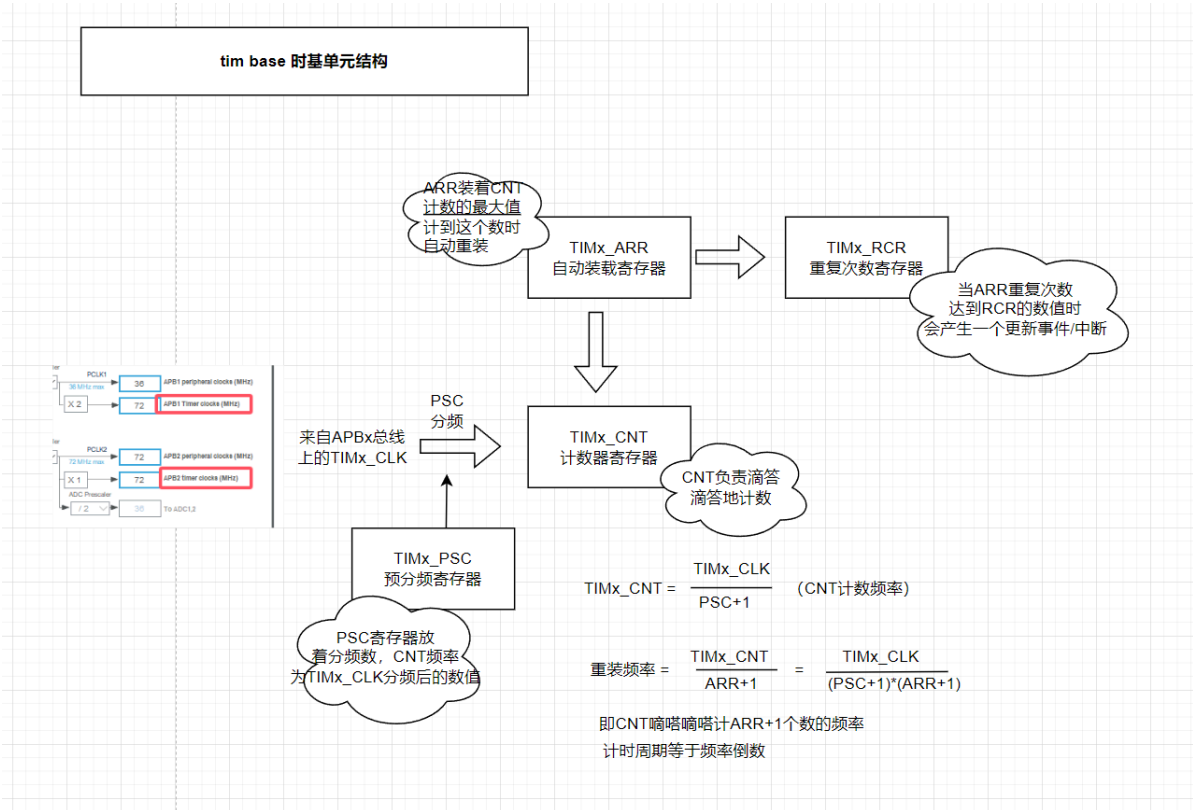 tim base 时基单元结构
ARR装着CNT
计数的最大值
计到这个数时
自动重装
TIMx_ARR
自动装载寄存器
TIMx_RCR
重复次数寄存器
当ARR重复次数
达到RCR的数值时
会产生一个更新事件/中断
PCLK1
36 MHz max
36
APB1 peripheral clocks (MHz)
X 2
72
APB1 Timer clocks (MHz)
PCLK2
72 MHz max
72
APB2 peripheral clocks (MHz)
X 1
72
APB2 timer clocks (MHz)
ADC Prescaler
/ 2
36
To ADC1,2
来自APBx总线
上的TIMx_CLK
PSC
分频
TIMx_CNT
计数器寄存器
CNT负责滴答
滴答地计数
TIMx_PSC
预分频寄存器
PSC寄存器放
着分频数，CNT频率
为TIMx_CLK分频后的数值
TIMx_CNT = TIMx_CLK / PSC+1 （CNT计数频率）
重装频率 = TIMx_CNT / ARR+1 = TIMx_CLK / (PSC+1)*(ARR+1)
即CNT嘀嗒嘀嗒计ARR+1个数的频率
计时周期等于频率倒数